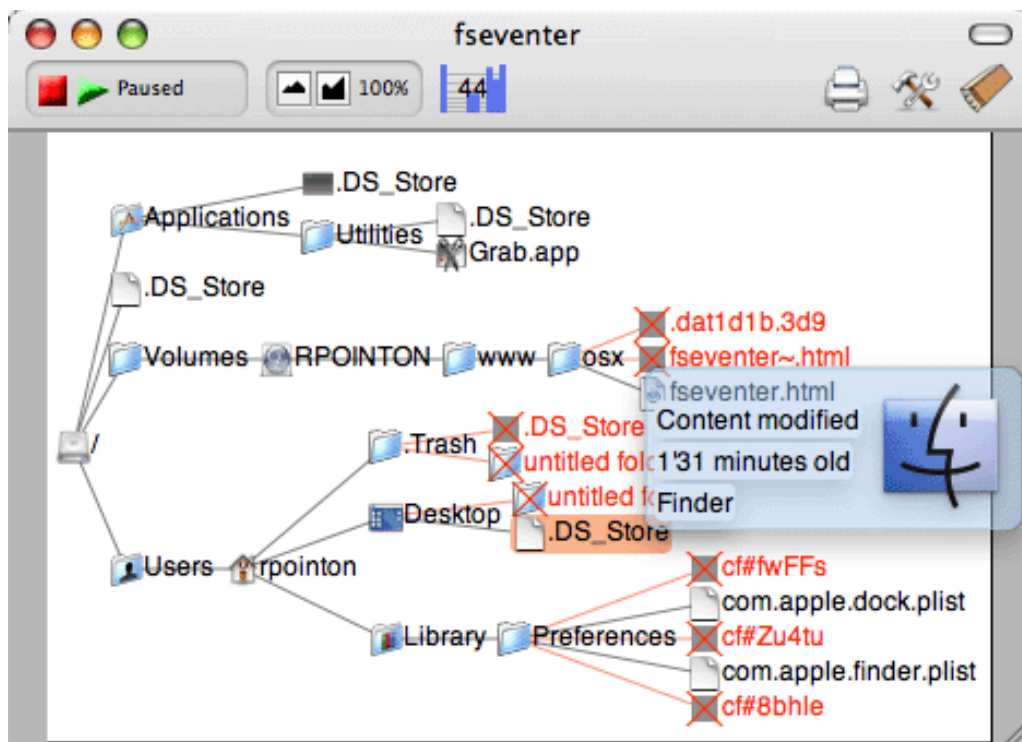 fseventer
Paused
100%
44
.DS_Store
Applications
.DS_Store
Utilities
Grab.app
.DS_Store
.dat1d1b.3d9
Volumes
RPOINTON
www
osx
fseventer~.html
fseventer.html
Content modified
/
.Trash
.DS_Store
untitled fol
1'31 minutes old
untitled f
Finder
Desktop
.DS_Store
Users
rpointon
cf#fwFFs
com.apple.dock.plist
Library
Preferences
cf#Zu4tu
com.apple.finder.plist
cf#8bhle